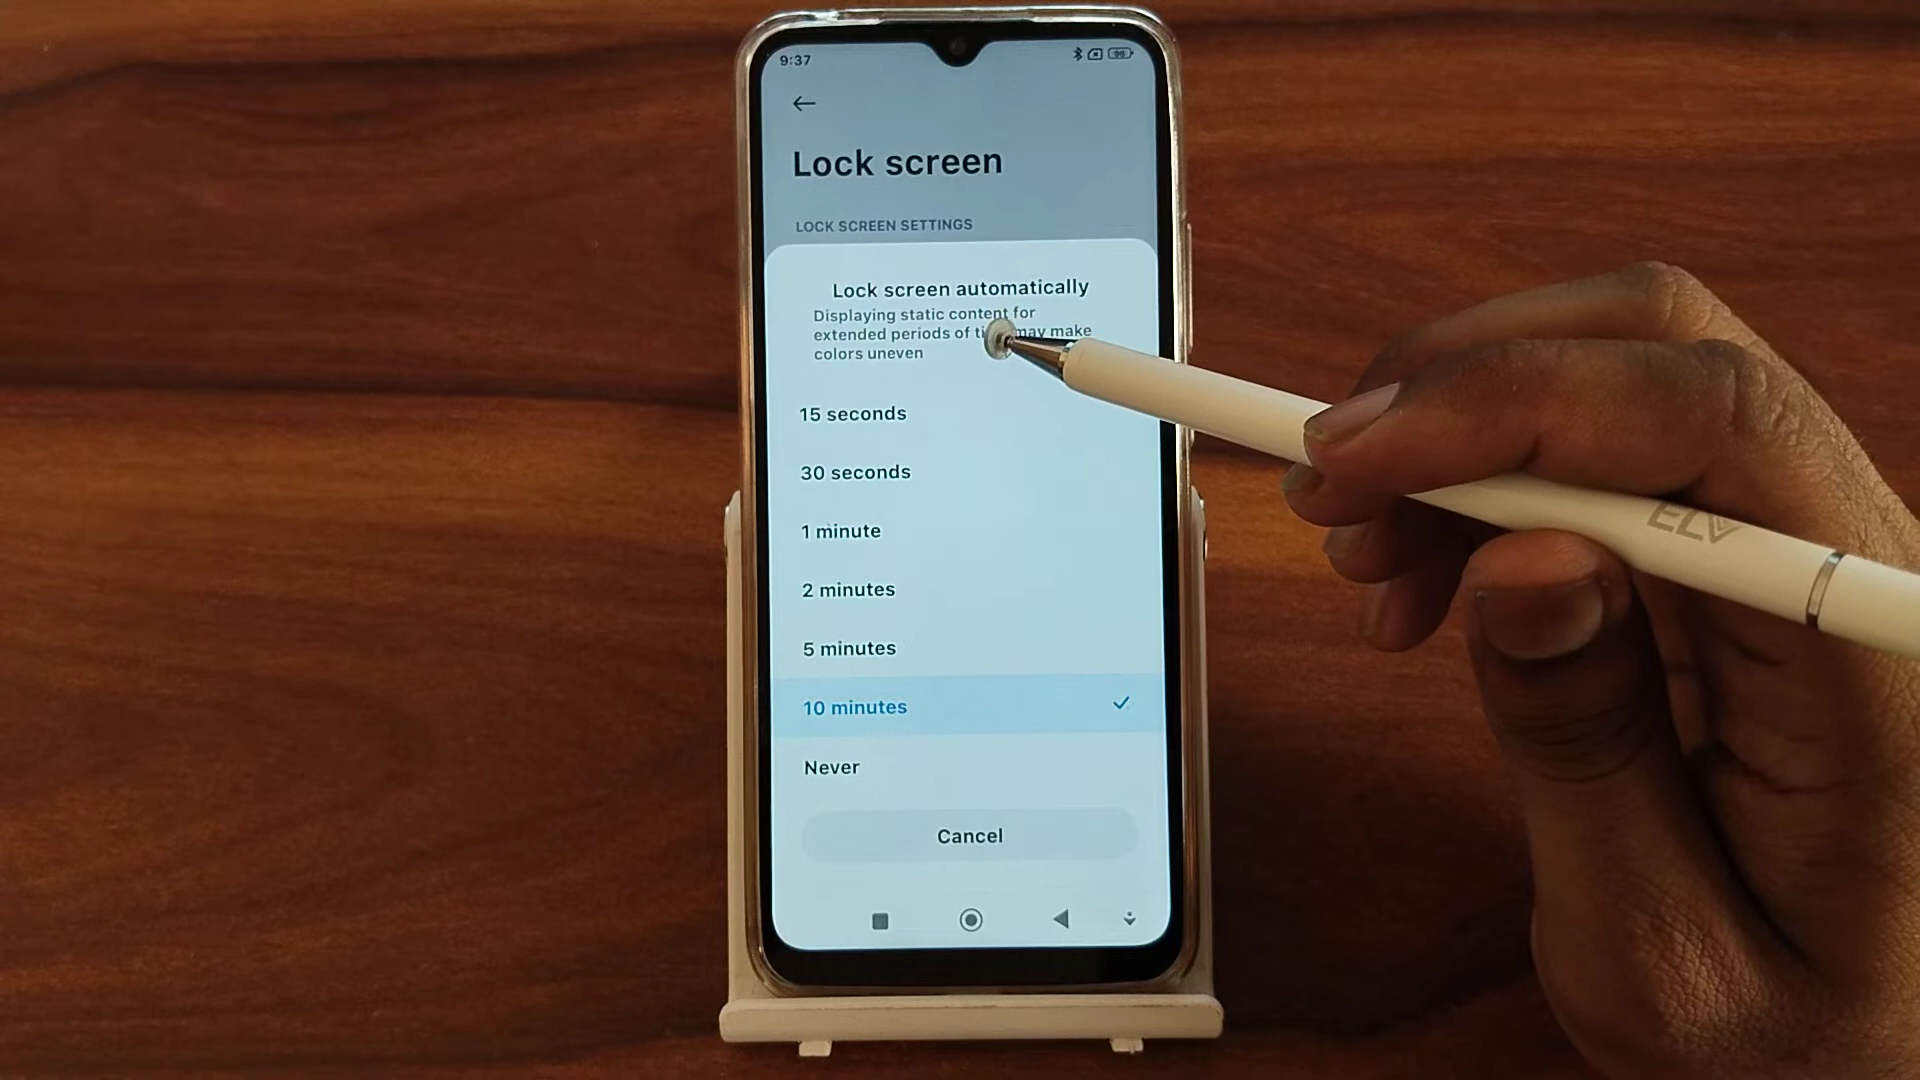 9:37
Lock screen
LOCK SCREEN SETTINGS
Lock screen automatically
Displaying static content for
extended periods of may make
colors uneven
15 seconds
30 seconds
1 minute
2 minutes
5 minutes
10 minutes
Never
Cancel